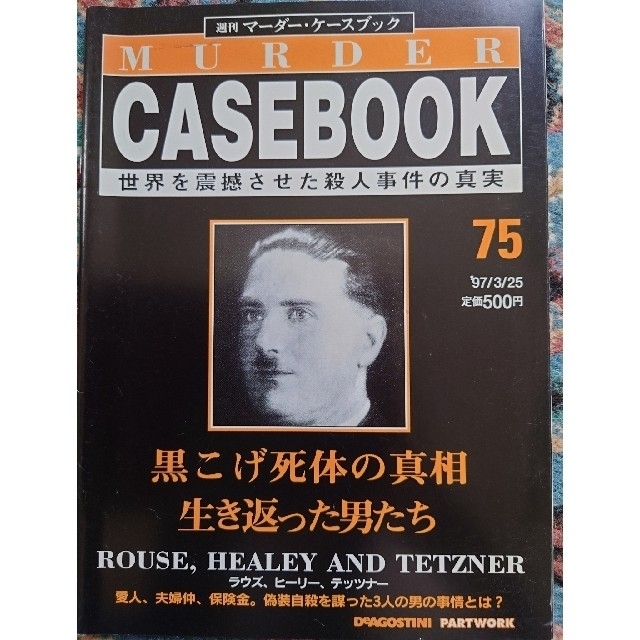 週刊 マーダー・ケースブック
MURDER
CASEBOOK
世界を震撼させた殺人事件の真実
75
'97/3/25
定価500円
黒こげ死体の真相
生き返った男たち
ROUSE, HEALEY AND TETZNER
ラウズ、ヒーリー、テッツナー
愛人、夫婦仲、保険金。偽装自殺を謀った3人の男の事情とは?
DeAGOSTINI PARTWORK